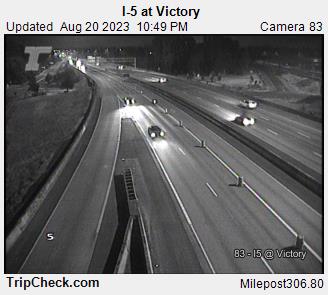 I-5 at Victory
Updated  Aug 20 2023  10:49 PM
Camera 83
S
83 - I5 @ Victory
TripCheck.com
Milepost306.80